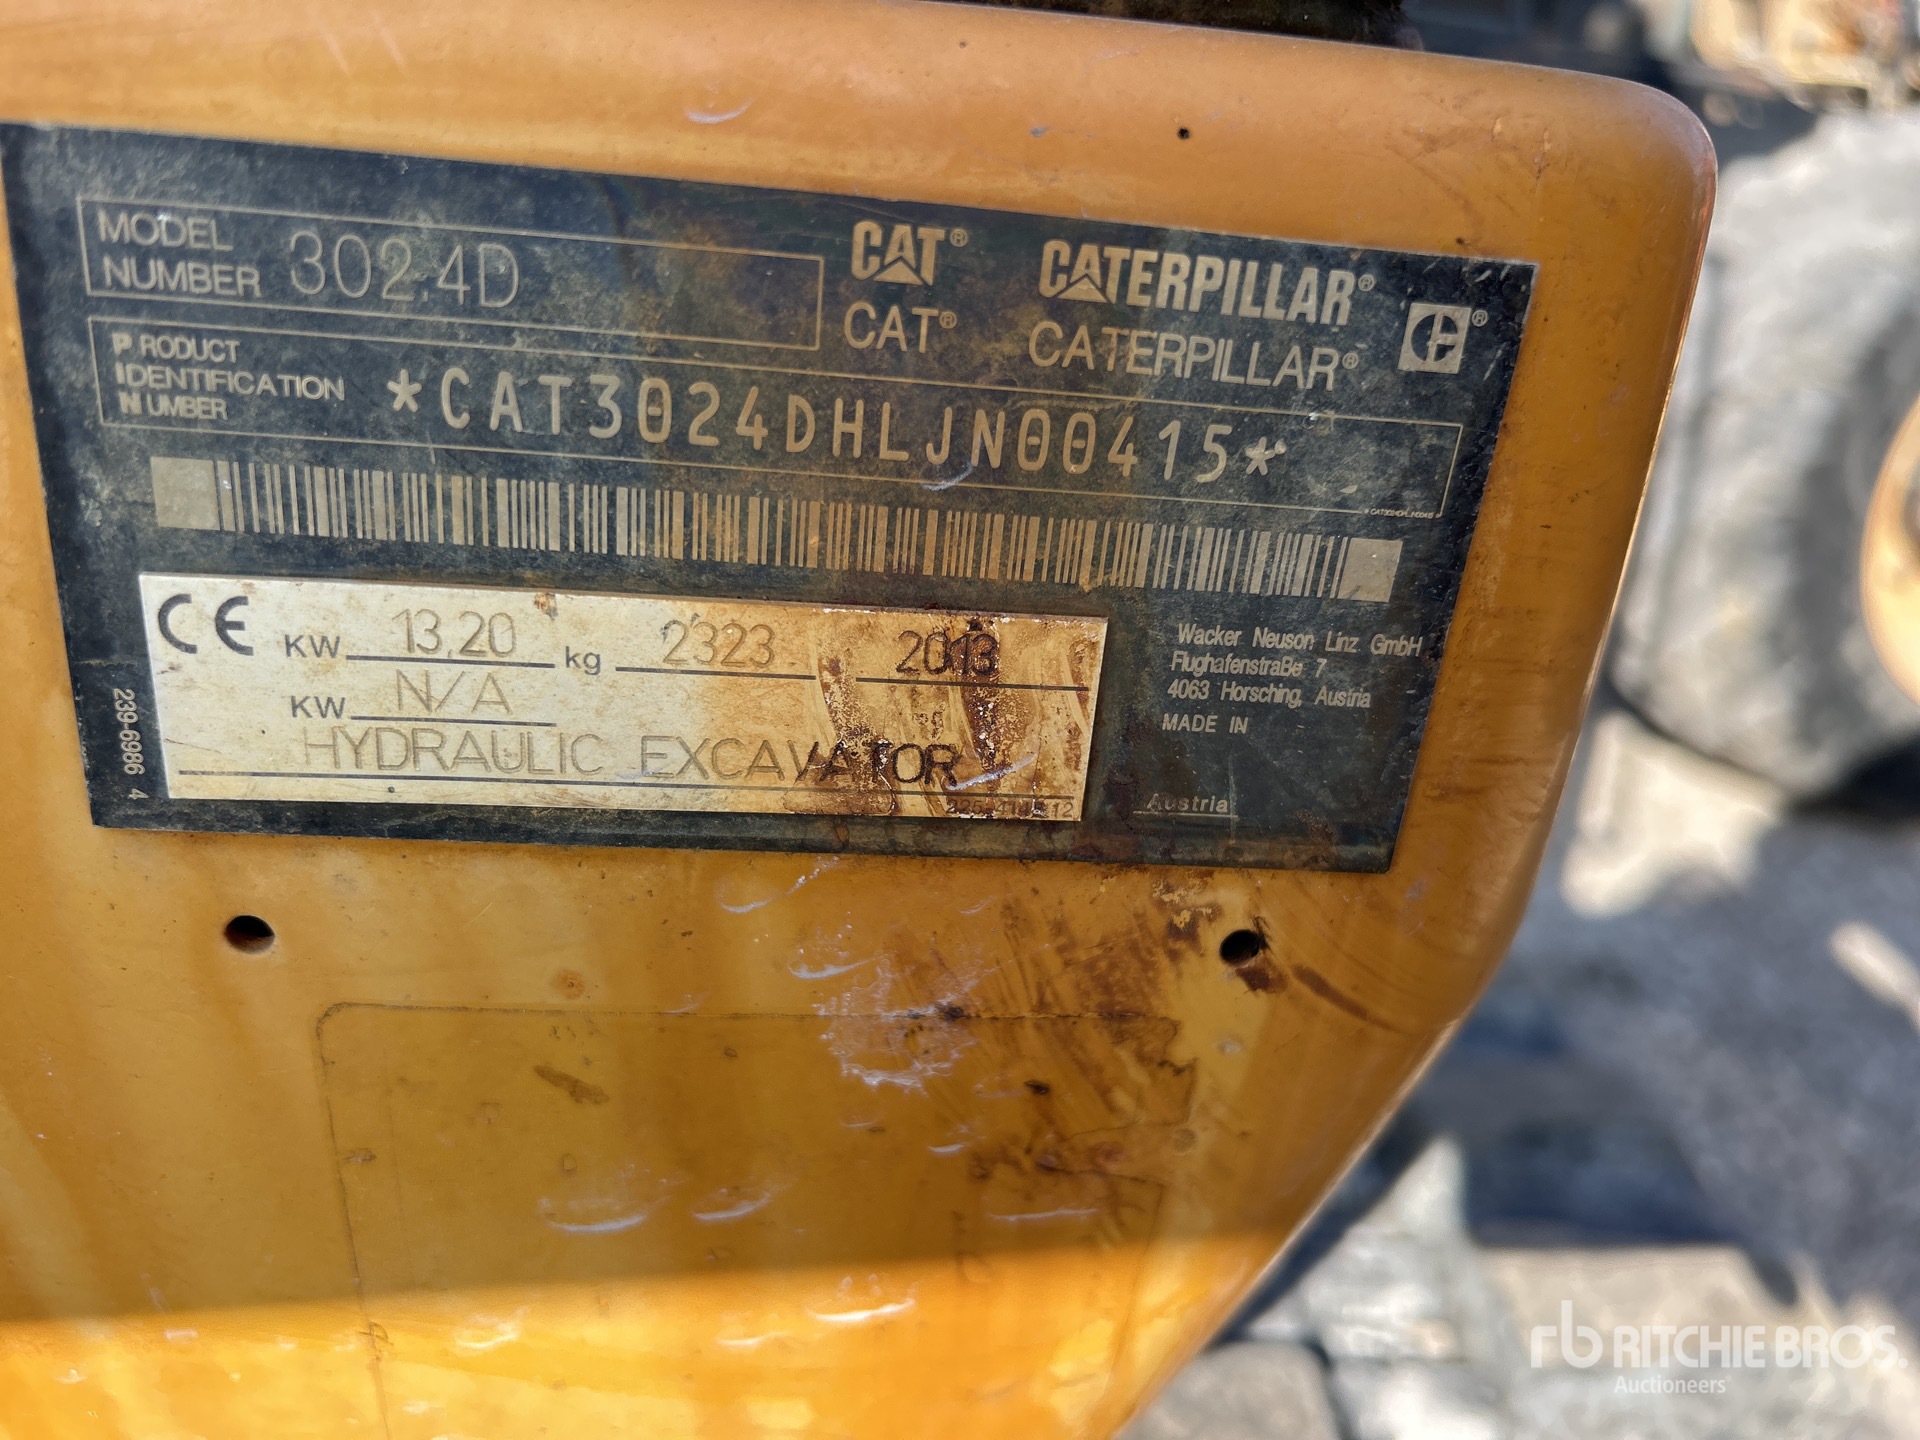 MODEL
NUMBER 302.4D
CAT® CATERPILLAR®
CAT® CATERPILLAR®
PRODUCT
IDENTIFICATION
NUMBER
*CAT3024DHLJN00415*
CE KW 13,20 kg 2323 2013
KW N/A
HYDRAULIC EXCAVATOR
239-6986 4
Wacker Neuson Linz GmbH
Flughafenstraße 7
4063 Horsching, Austria
MADE IN
Austria
rb RITCHIE BROS.
Auctioneers